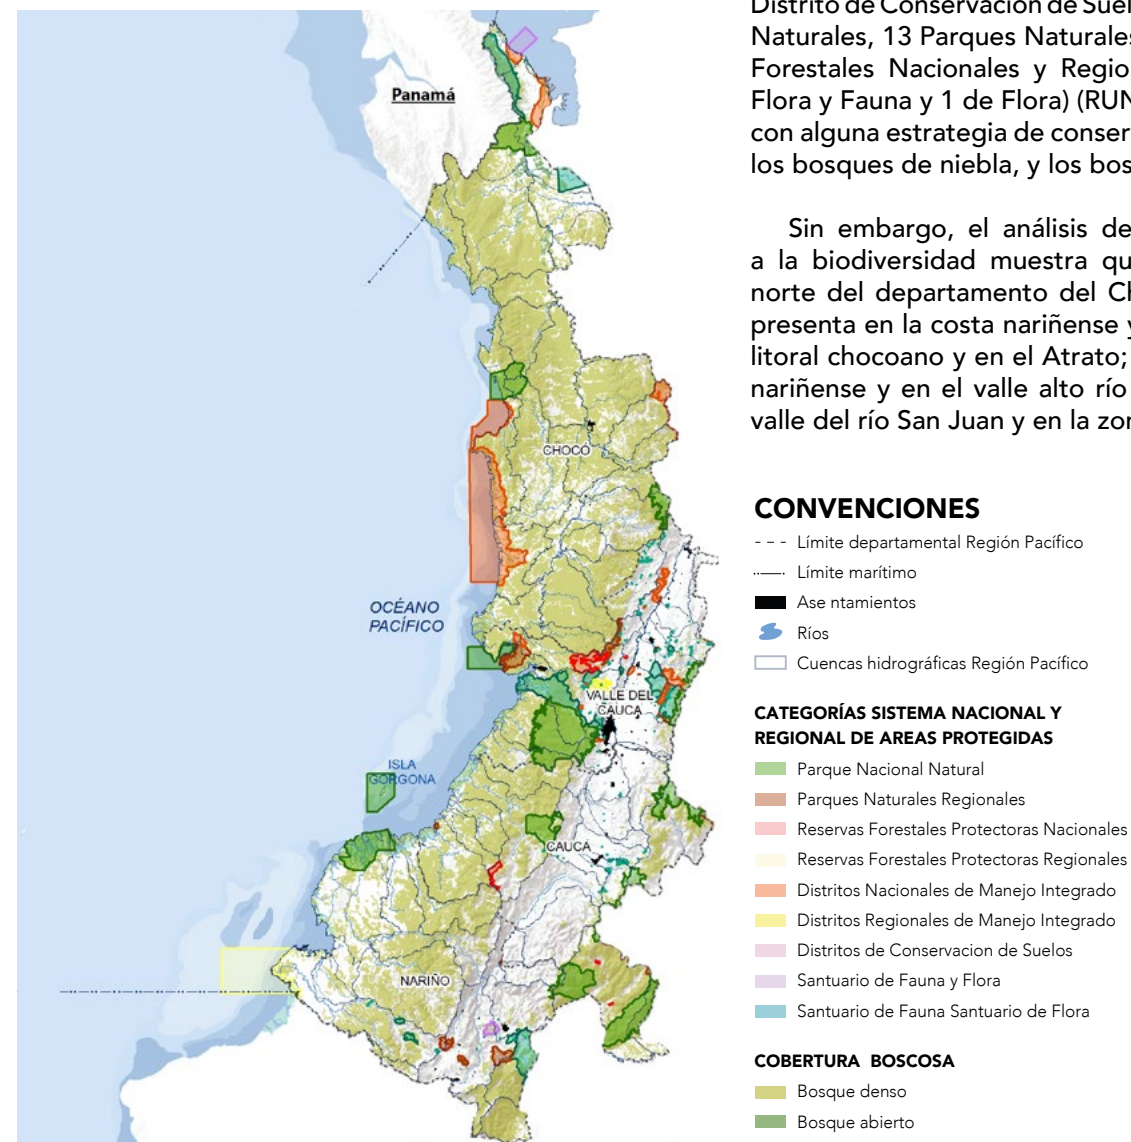 Distrito de Conservación de Suel
Naturales, 13 Parques Naturales
Forestales Nacionales y Regio
Flora y Fauna y 1 de Flora) (RUN
con alguna estrategia de conser
los bosques de niebla, y los bos
Sin embargo, el análisis de
a la biodiversidad muestra qu
norte del departamento del Ch
presenta en la costa nariñense y
litoral chocoano y en el Atrato;
nariñense y en el valle alto río
valle del río San Juan y en la zon
Panamá
CHOCÓ
OCÉANO
PACÍFICO
VALLE DEL
CAUCA
ISLA
GORGONA
CAUCA
NARIÑO
CONVENCIONES
Límite departamental Región Pacífico
Límite marítimo
Ase ntamientos
Ríos
Cuencas hidrográficas Región Pacífico
CATEGORÍAS SISTEMA NACIONAL Y
REGIONAL DE AREAS PROTEGIDAS
Parque Nacional Natural
Parques Naturales Regionales
Reservas Forestales Protectoras Nacionales
Reservas Forestales Protectoras Regionales
Distritos Nacionales de Manejo Integrado
Distritos Regionales de Manejo Integrado
Distritos de Conservacion de Suelos
Santuario de Fauna y Flora
Santuario de Fauna Santuario de Flora
COBERTURA BOSCOSA
Bosque denso
Bosque abierto